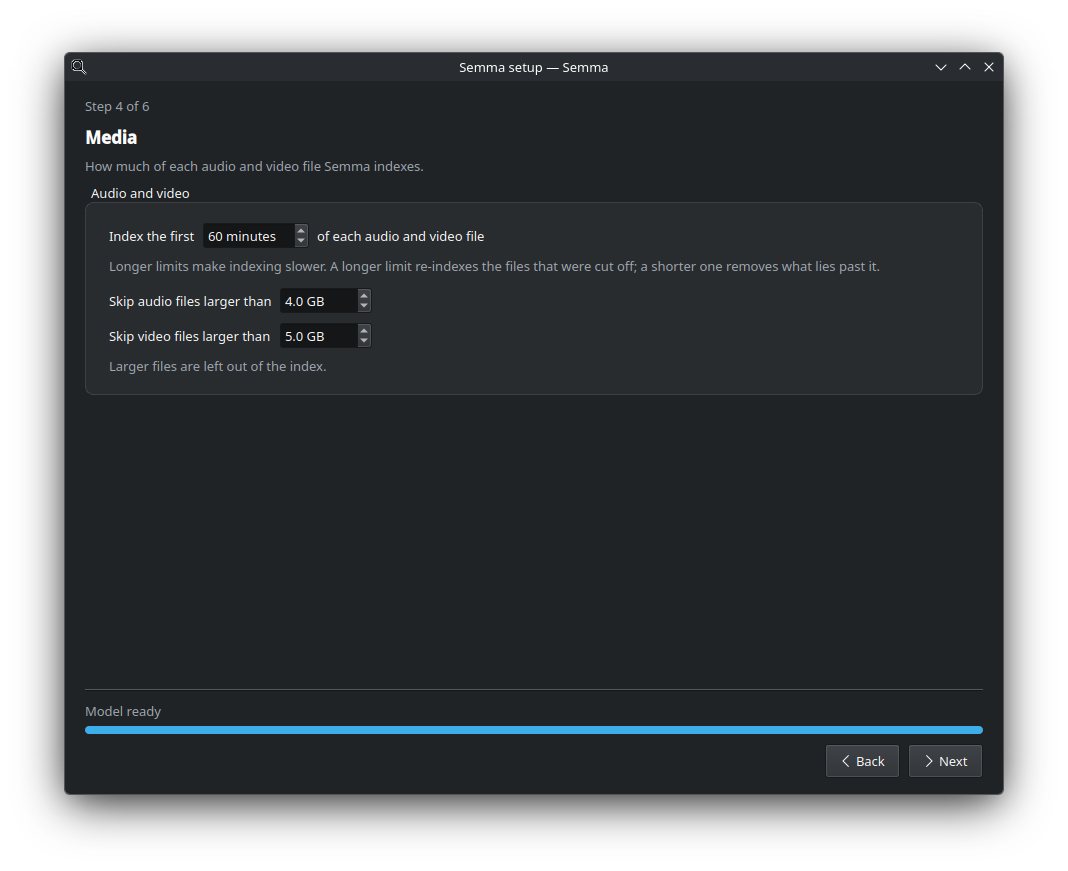 Semma setup — Semma
Step 4 of 6
Media
How much of each audio and video file Semma indexes.
Audio and video
Index the first 60 minutes of each audio and video file
Longer limits make indexing slower. A longer limit re-indexes the files that were cut off; a shorter one removes what lies past it.
Skip audio files larger than 4.0 GB
Skip video files larger than 5.0 GB
Larger files are left out of the index.
Model ready
Back
Next